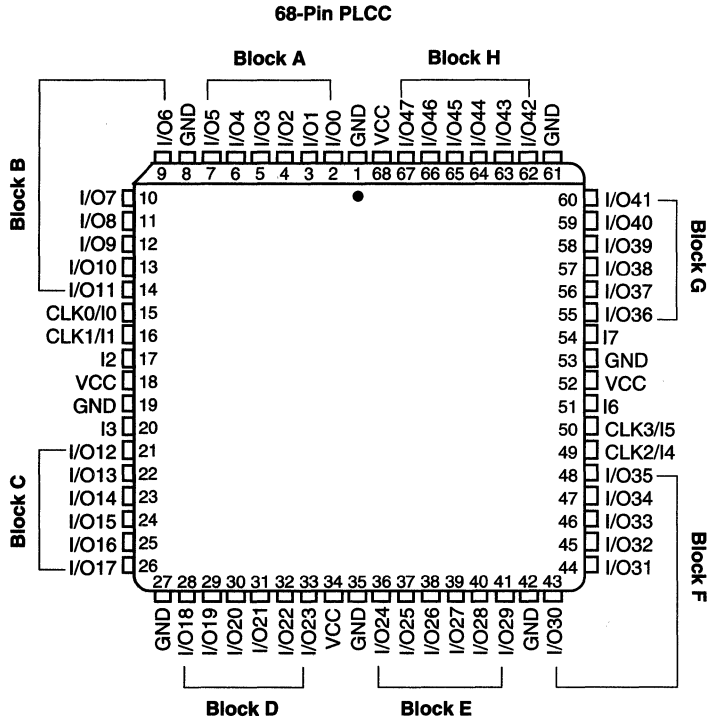 68-Pin PLCC
Block A
Block H
I/O6
GND
I/O5
I/O4
I/O3
I/O2
I/O1
I/O0
GND
VCC
I/O47
I/O46
I/O45
I/O44
I/O43
I/O42
GND
9 8 7 6 5 4 3 2 1 68 67 66 65 64 63 62 61
Block B
I/O7 10
I/O8 11
I/O9 12
I/O10 13
I/O11 14
CLK0/I0 15
CLK1/I1 16
I2 17
VCC 18
GND 19
I3 20
Block C
I/O12 21
I/O13 22
I/O14 23
I/O15 24
I/O16 25
I/O17 26
60 I/O41
59 I/O40
58 I/O39
57 I/O38
56 I/O37
55 I/O36
Block G
54 I7
53 GND
52 VCC
51 I6
50 CLK3/I5
49 CLK2/I4
48 I/O35
47 I/O34
46 I/O33
45 I/O32
44 I/O31
Block F
27 28 29 30 31 32 33 34 35 36 37 38 39 40 41 42 43
GND
I/O18
I/O19
I/O20
I/O21
I/O22
I/O23
VCC
GND
I/O24
I/O25
I/O26
I/O27
I/O28
I/O29
GND
I/O30
Block D
Block E